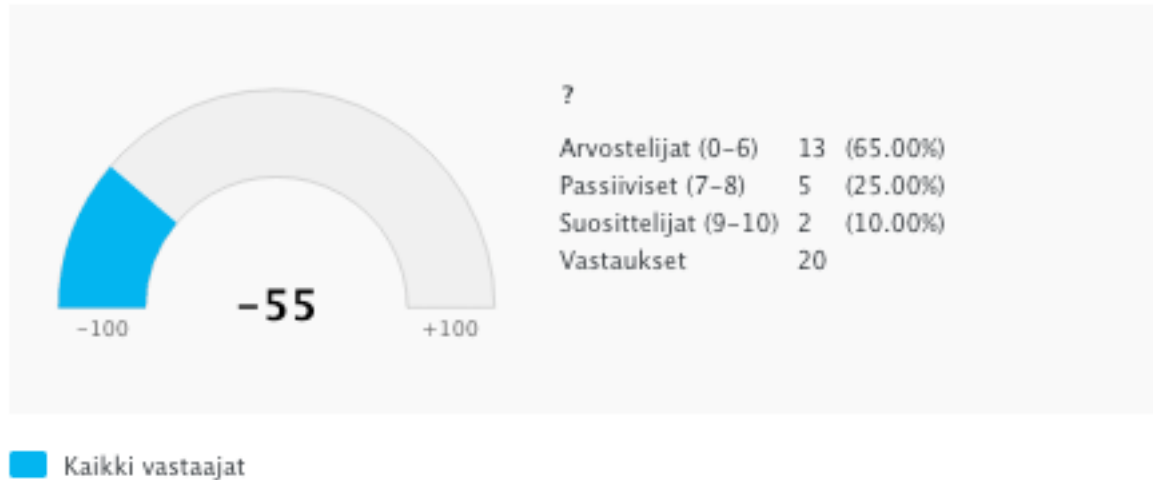 ?
Arvostelijat (0-6) 13 (65.00%)
Passiiviset (7-8) 5 (25.00%)
Suosittelijat (9-10) 2 (10.00%)
Vastaukset 20
-55
-100 +100
Kaikki vastaajat